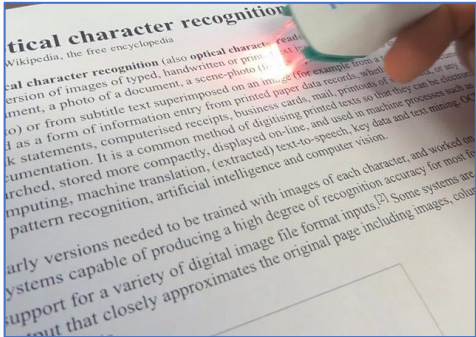 tical character recognition
Wikipedia, the free encyclopedia
cal character recognition (also optical charact
ersion of images of typed, handwritten or prin
ment, a photo of a document, a scene-photo
o) or from subtitle text superimposed on an image (for example from a
d as a form of information entry from printed paper data records,
k statements, computerised receipts, business cards, mail, printouts of
cumentation. It is a common method of digitising printed texts so that they can be
rched, stored more compactly, displayed on-line, and used in machine processes such as
mputing, machine translation, (extracted) text-to-speech, key data and text mining.
pattern recognition, artificial intelligence and computer vision.
arly versions needed to be trained with images of each character, and worked on
ystems capable of producing a high degree of recognition accuracy for most
support for a variety of digital image file format inputs.[2] Some systems are
tput that closely approximates the original page including images,